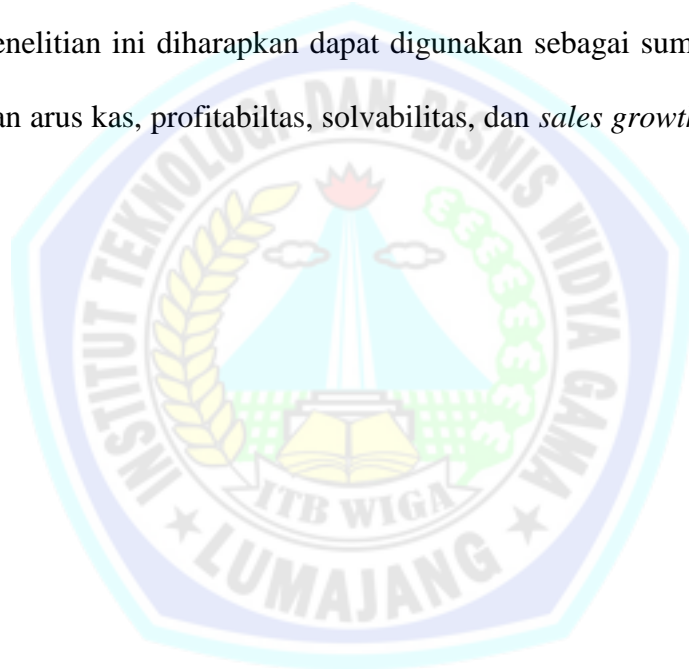 enelitian ini diharapkan dapat digunakan sebagai sum
an arus kas, profitabiltas, solvabilitas, dan sales growth
INSTITUT TEKNOLOGI DAN BISNIS WIDYA GAMA
ITB WIGA
LUMAJANG